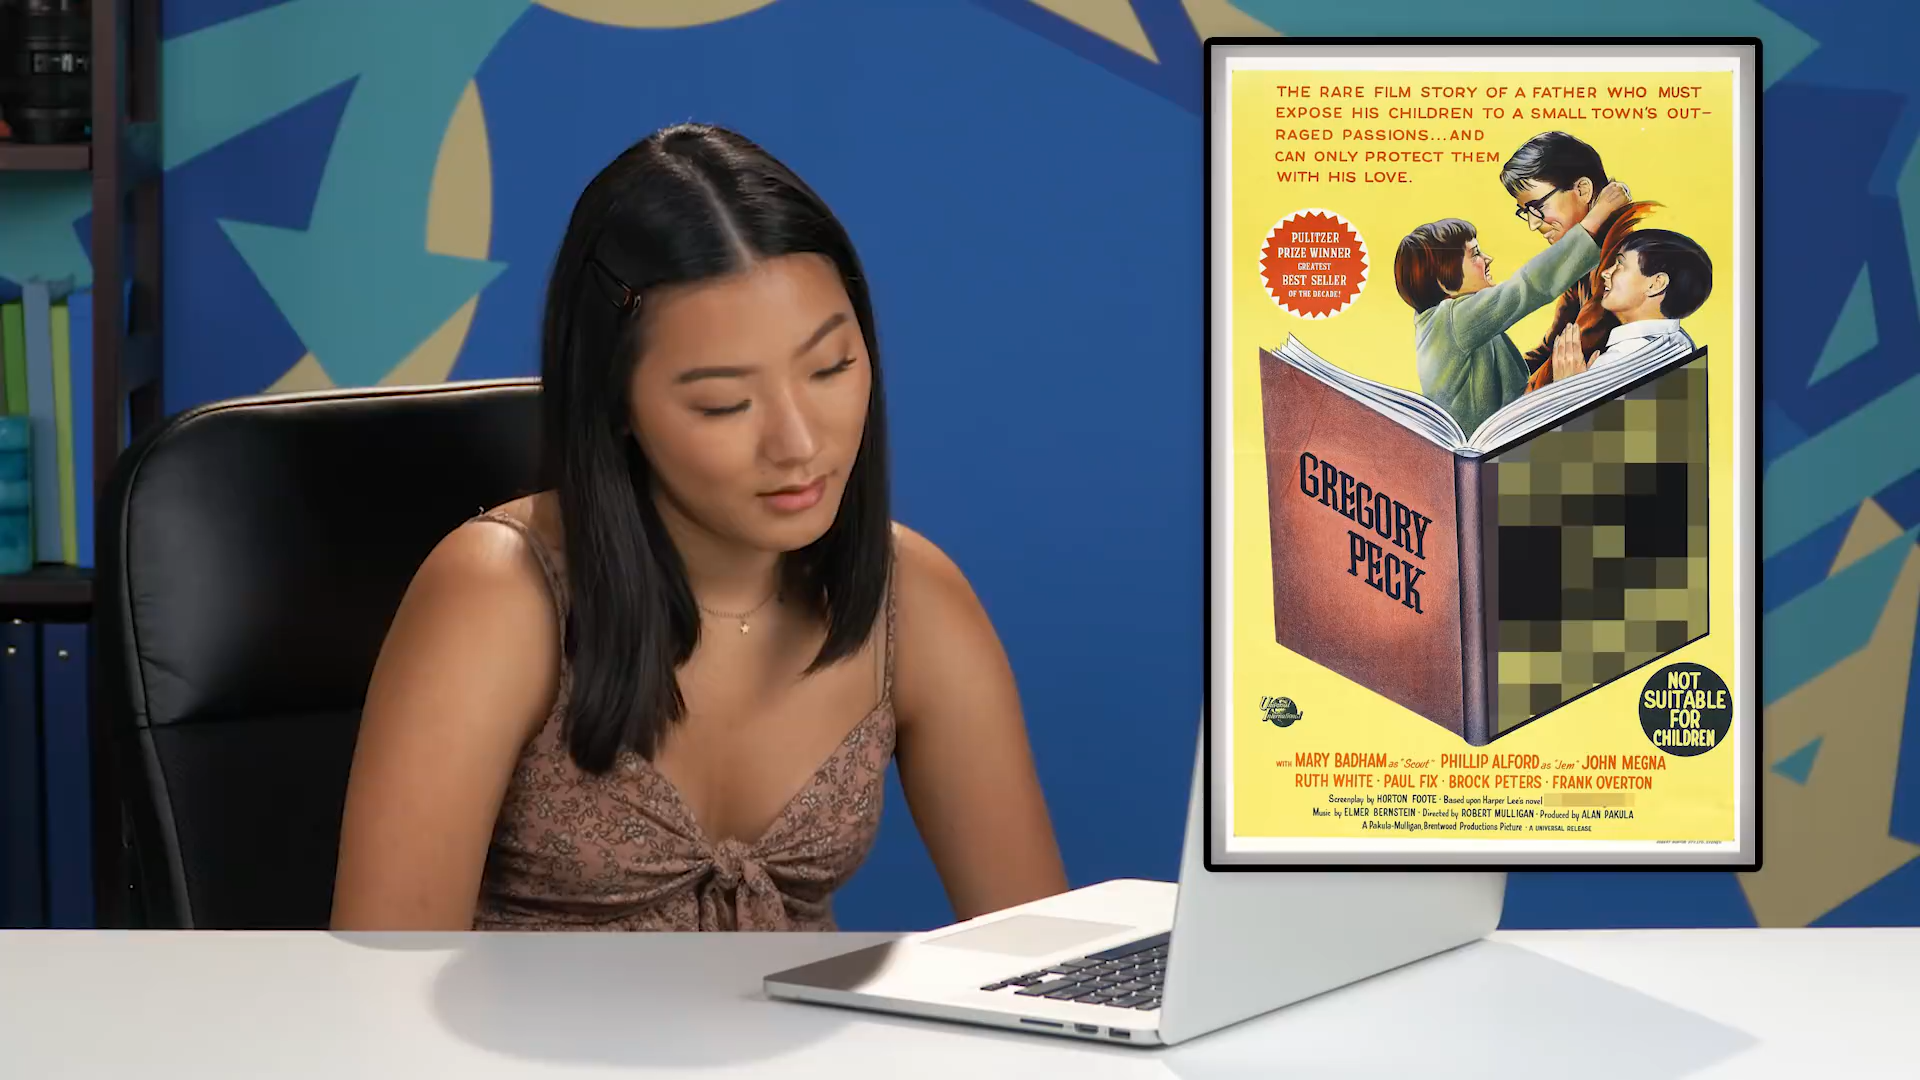 THE RARE FILM STORY OF A FATHER WHO MUST
EXPOSE HIS CHILDREN TO A SMALL TOWN'S OUT-
RAGED PASSIONS...AND
CAN ONLY PROTECT THEM
WITH HIS LOVE.
PULITZER
PRIZE WINNER
GREATEST
BEST SELLER
OF THE DECADE!
GREGORY
PECK
Universal
International
NOT
SUITABLE
FOR
CHILDREN
WITH MARY BADHAM as "Scout" PHILLIP ALFORD as "Jem" JOHN MEGNA
RUTH WHITE · PAUL FIX · BROCK PETERS · FRANK OVERTON
Screenplay by HORTON FOOTE · Based upon Harper Lee's novel
Music by ELMER BERNSTEIN · Directed by ROBERT MULLIGAN · Produced by ALAN PAKULA
A Pakula-Mulligan, Brentwood Productions Picture · A UNIVERSAL RELEASE